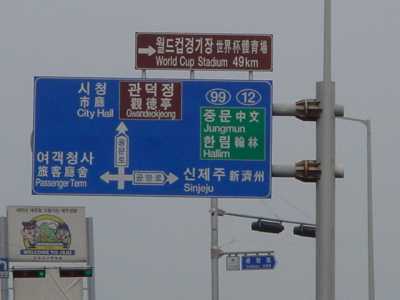 월드컵경기장 世界杯體育場
World Cup Stadium 49km
시청
市廳
City Hall
관덕정
觀德亭
Gwandeokjeong
99 12
중문 中文
Jungmun
한림 翰林
Hallim
여객청사
旅客廳舍
Passenger Term
공항로
신제주 新濟州
Sinjeju